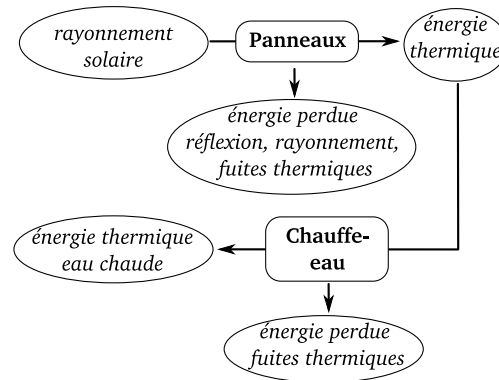 rayonnement
solaire
Panneaux
énergie
thermique
énergie perdue
réflexion, rayonnement,
fuites thermiques
énergie thermique
eau chaude
Chauffe-
eau
énergie perdue
fuites thermiques